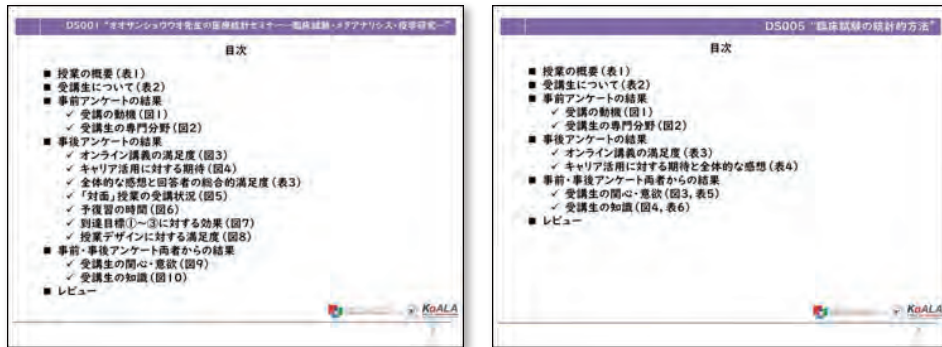 DS001 "オオサンショウウオ先生の医療統計セミナー―臨床試験・メタアナリシス・疫学研究―"
目次
■ 授業の概要(表1)
■ 受講生について(表2)
■ 事前アンケートの結果
✓ 受講の動機(図1)
✓ 受講生の専門分野(図2)
■ 事後アンケートの結果
✓ オンライン講義の満足度(図3)
✓ キャリア活用に対する期待(図4)
✓ 全体的な感想と回答者の総合的満足度(表3)
✓ 「対面」授業の受講状況(図5)
✓ 予復習の時間(図6)
✓ 到達目標①～③に対する効果(図7)
✓ 授業デザインに対する満足度(図8)
■ 事前・事後アンケート両者からの結果
✓ 受講生の関心・意欲(図9)
✓ 受講生の知識(図10)
■ レビュー
KoALA
DS005 "臨床試験の統計的方法"
目次
■ 授業の概要(表1)
■ 受講生について(表2)
■ 事前アンケートの結果
✓ 受講の動機(図1)
✓ 受講生の専門分野(図2)
■ 事後アンケートの結果
✓ オンライン講義の満足度(表3)
✓ キャリア活用に対する期待と全体的な感想(表4)
■ 事前・事後アンケート両者からの結果
✓ 受講生の関心・意欲(図3, 表5)
✓ 受講生の知識(図4, 表6)
■ レビュー
KoALA